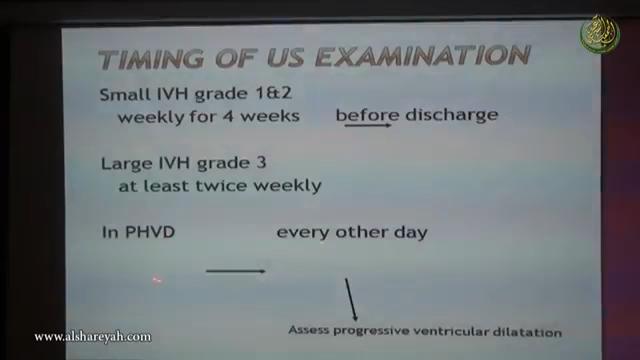 TIMING OF US EXAMINATION
Small IVH grade 1&2
weekly for 4 weeks before discharge
Large IVH grade 3
at least twice weekly
In PHVD every other day
Assess progressive ventricular dilatation
www.alshareyah.com